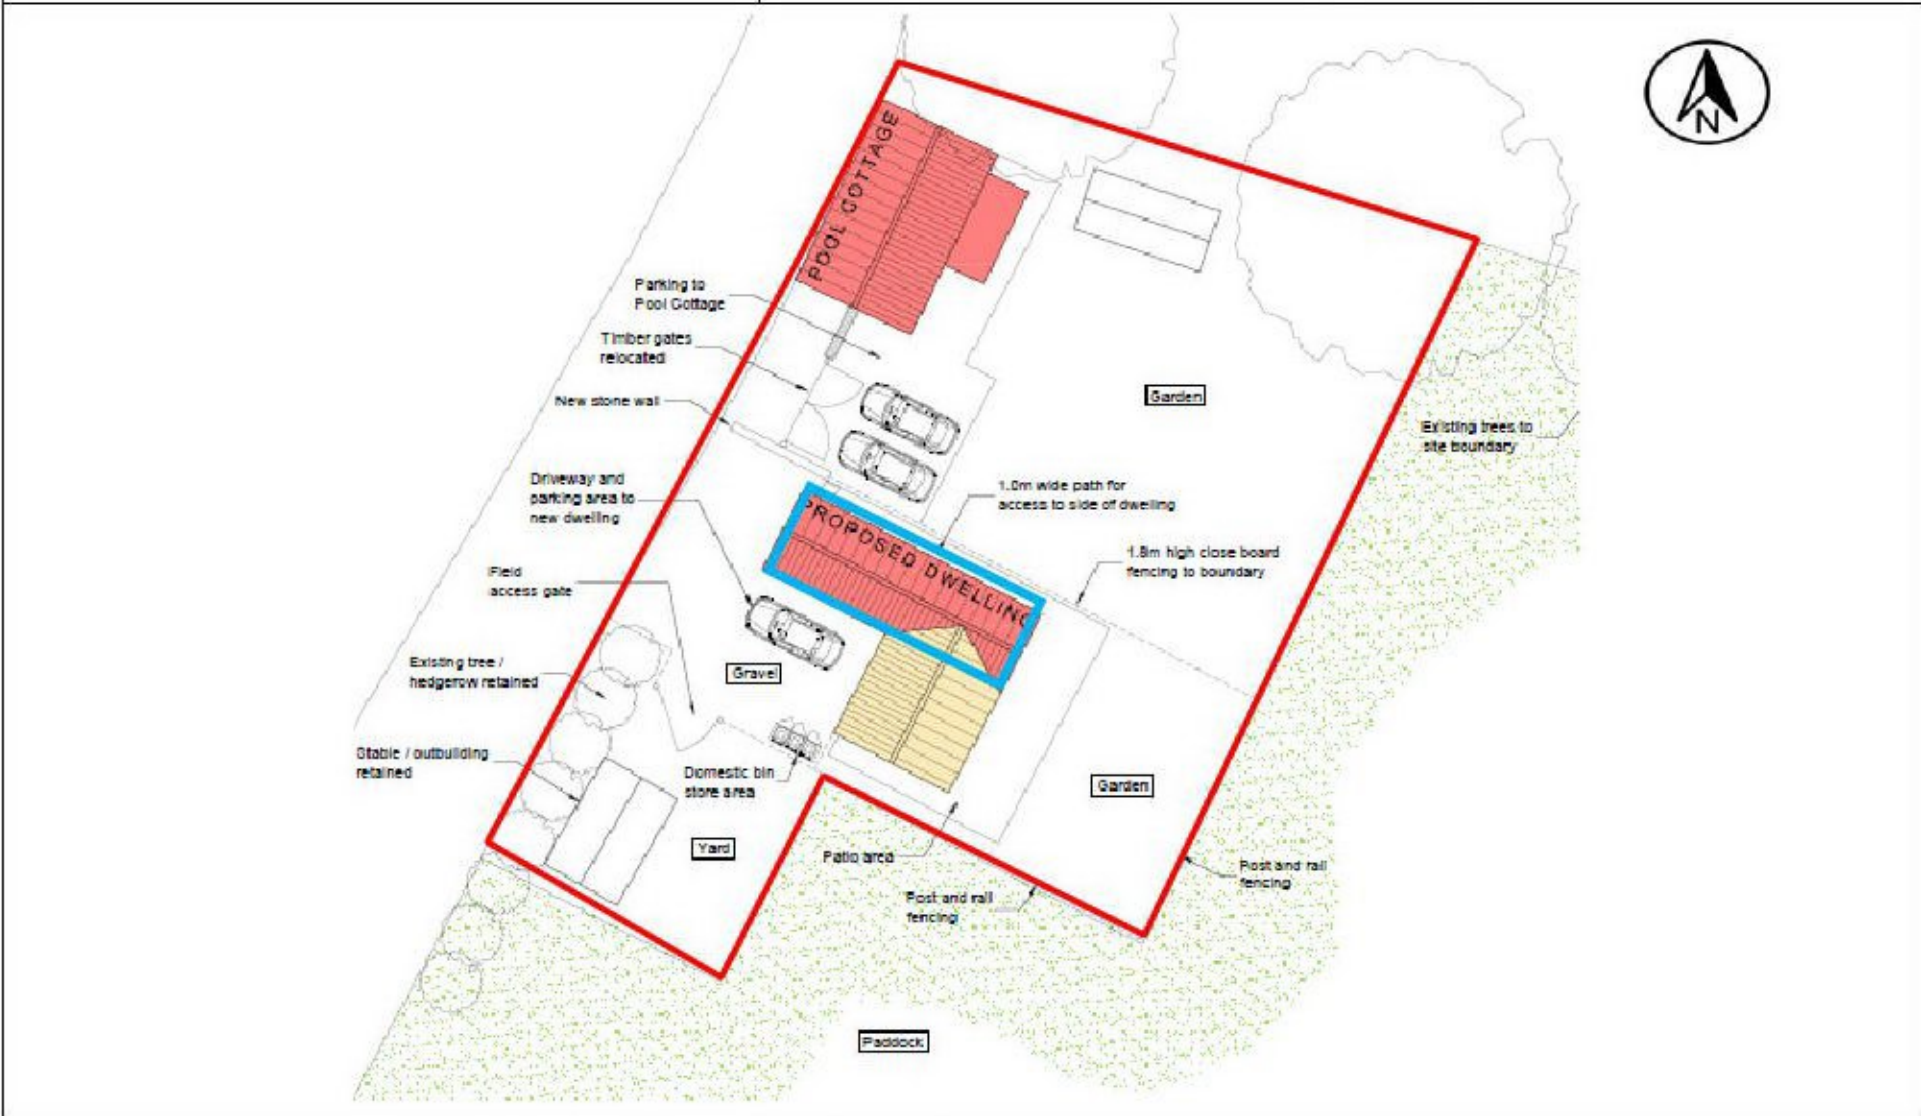 N
POOL COTTAGE
Parking to
Pool Cottage
Timber gates
relocated
New stone wall
Garden
Existing trees to
site boundary
Driveway and
parking area to
new dwelling
1.0m wide path for
access to side of dwelling
PROPOSED DWELLING
1.8m high close board
fencing to boundary
Field
access gate
Existing tree /
hedgerow retained
Gravel
Stable / outbuilding
retained
Domestic bin
store area
Garden
Yard
Patio area
Post and rail
fencing
Post and rail
fencing
Paddock